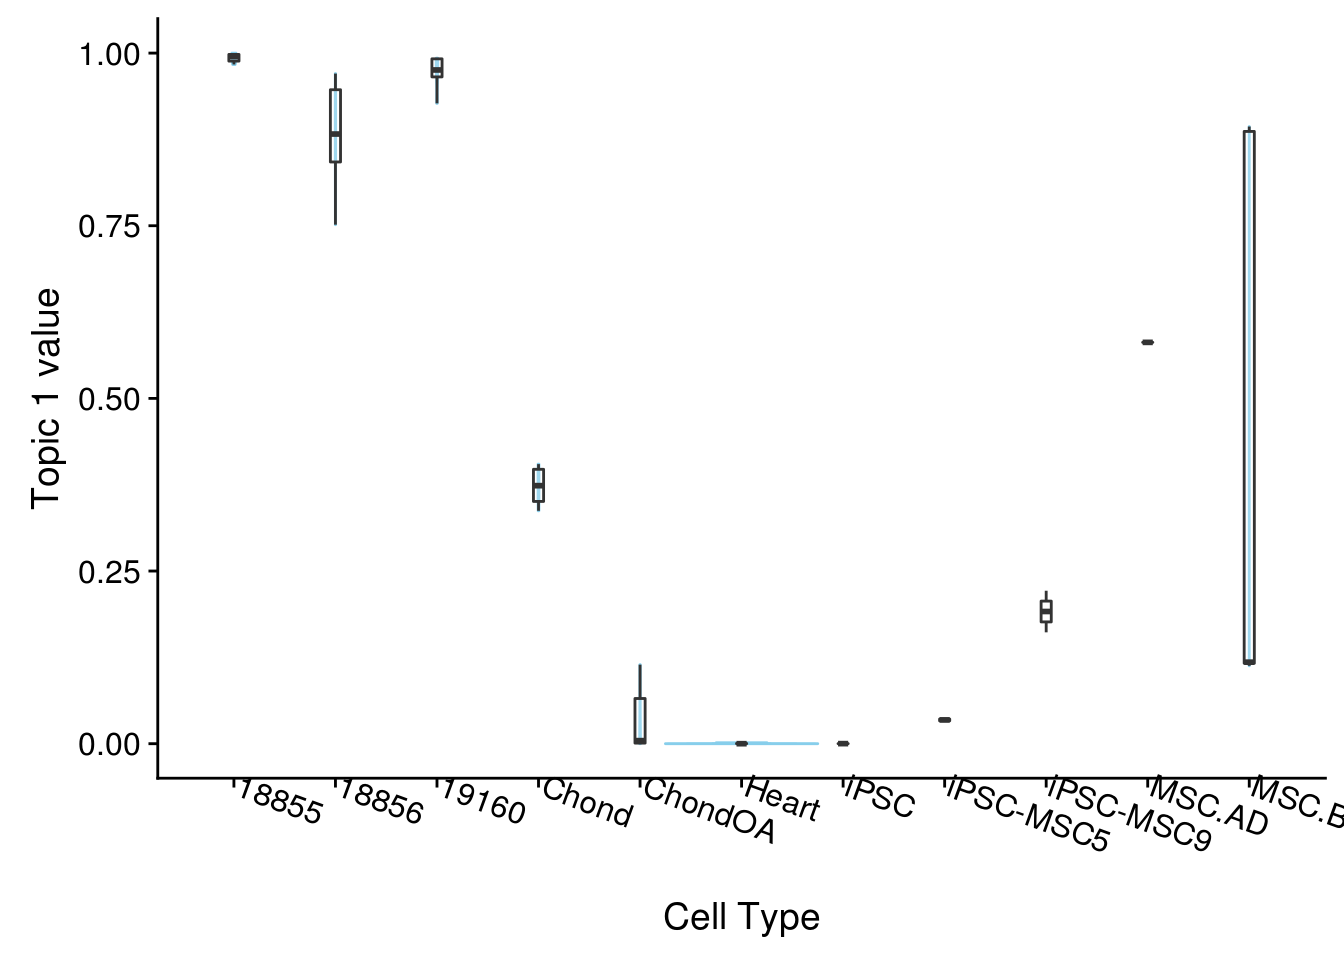 1.00
0.75
0.50
0.25
0.00
Topic 1 value
18855
18856
19160
Chond
ChondOA
Heart
iPSC
iPSC-MSC5
iPSC-MSC9
MSC.AD
MSC.B
Cell Type